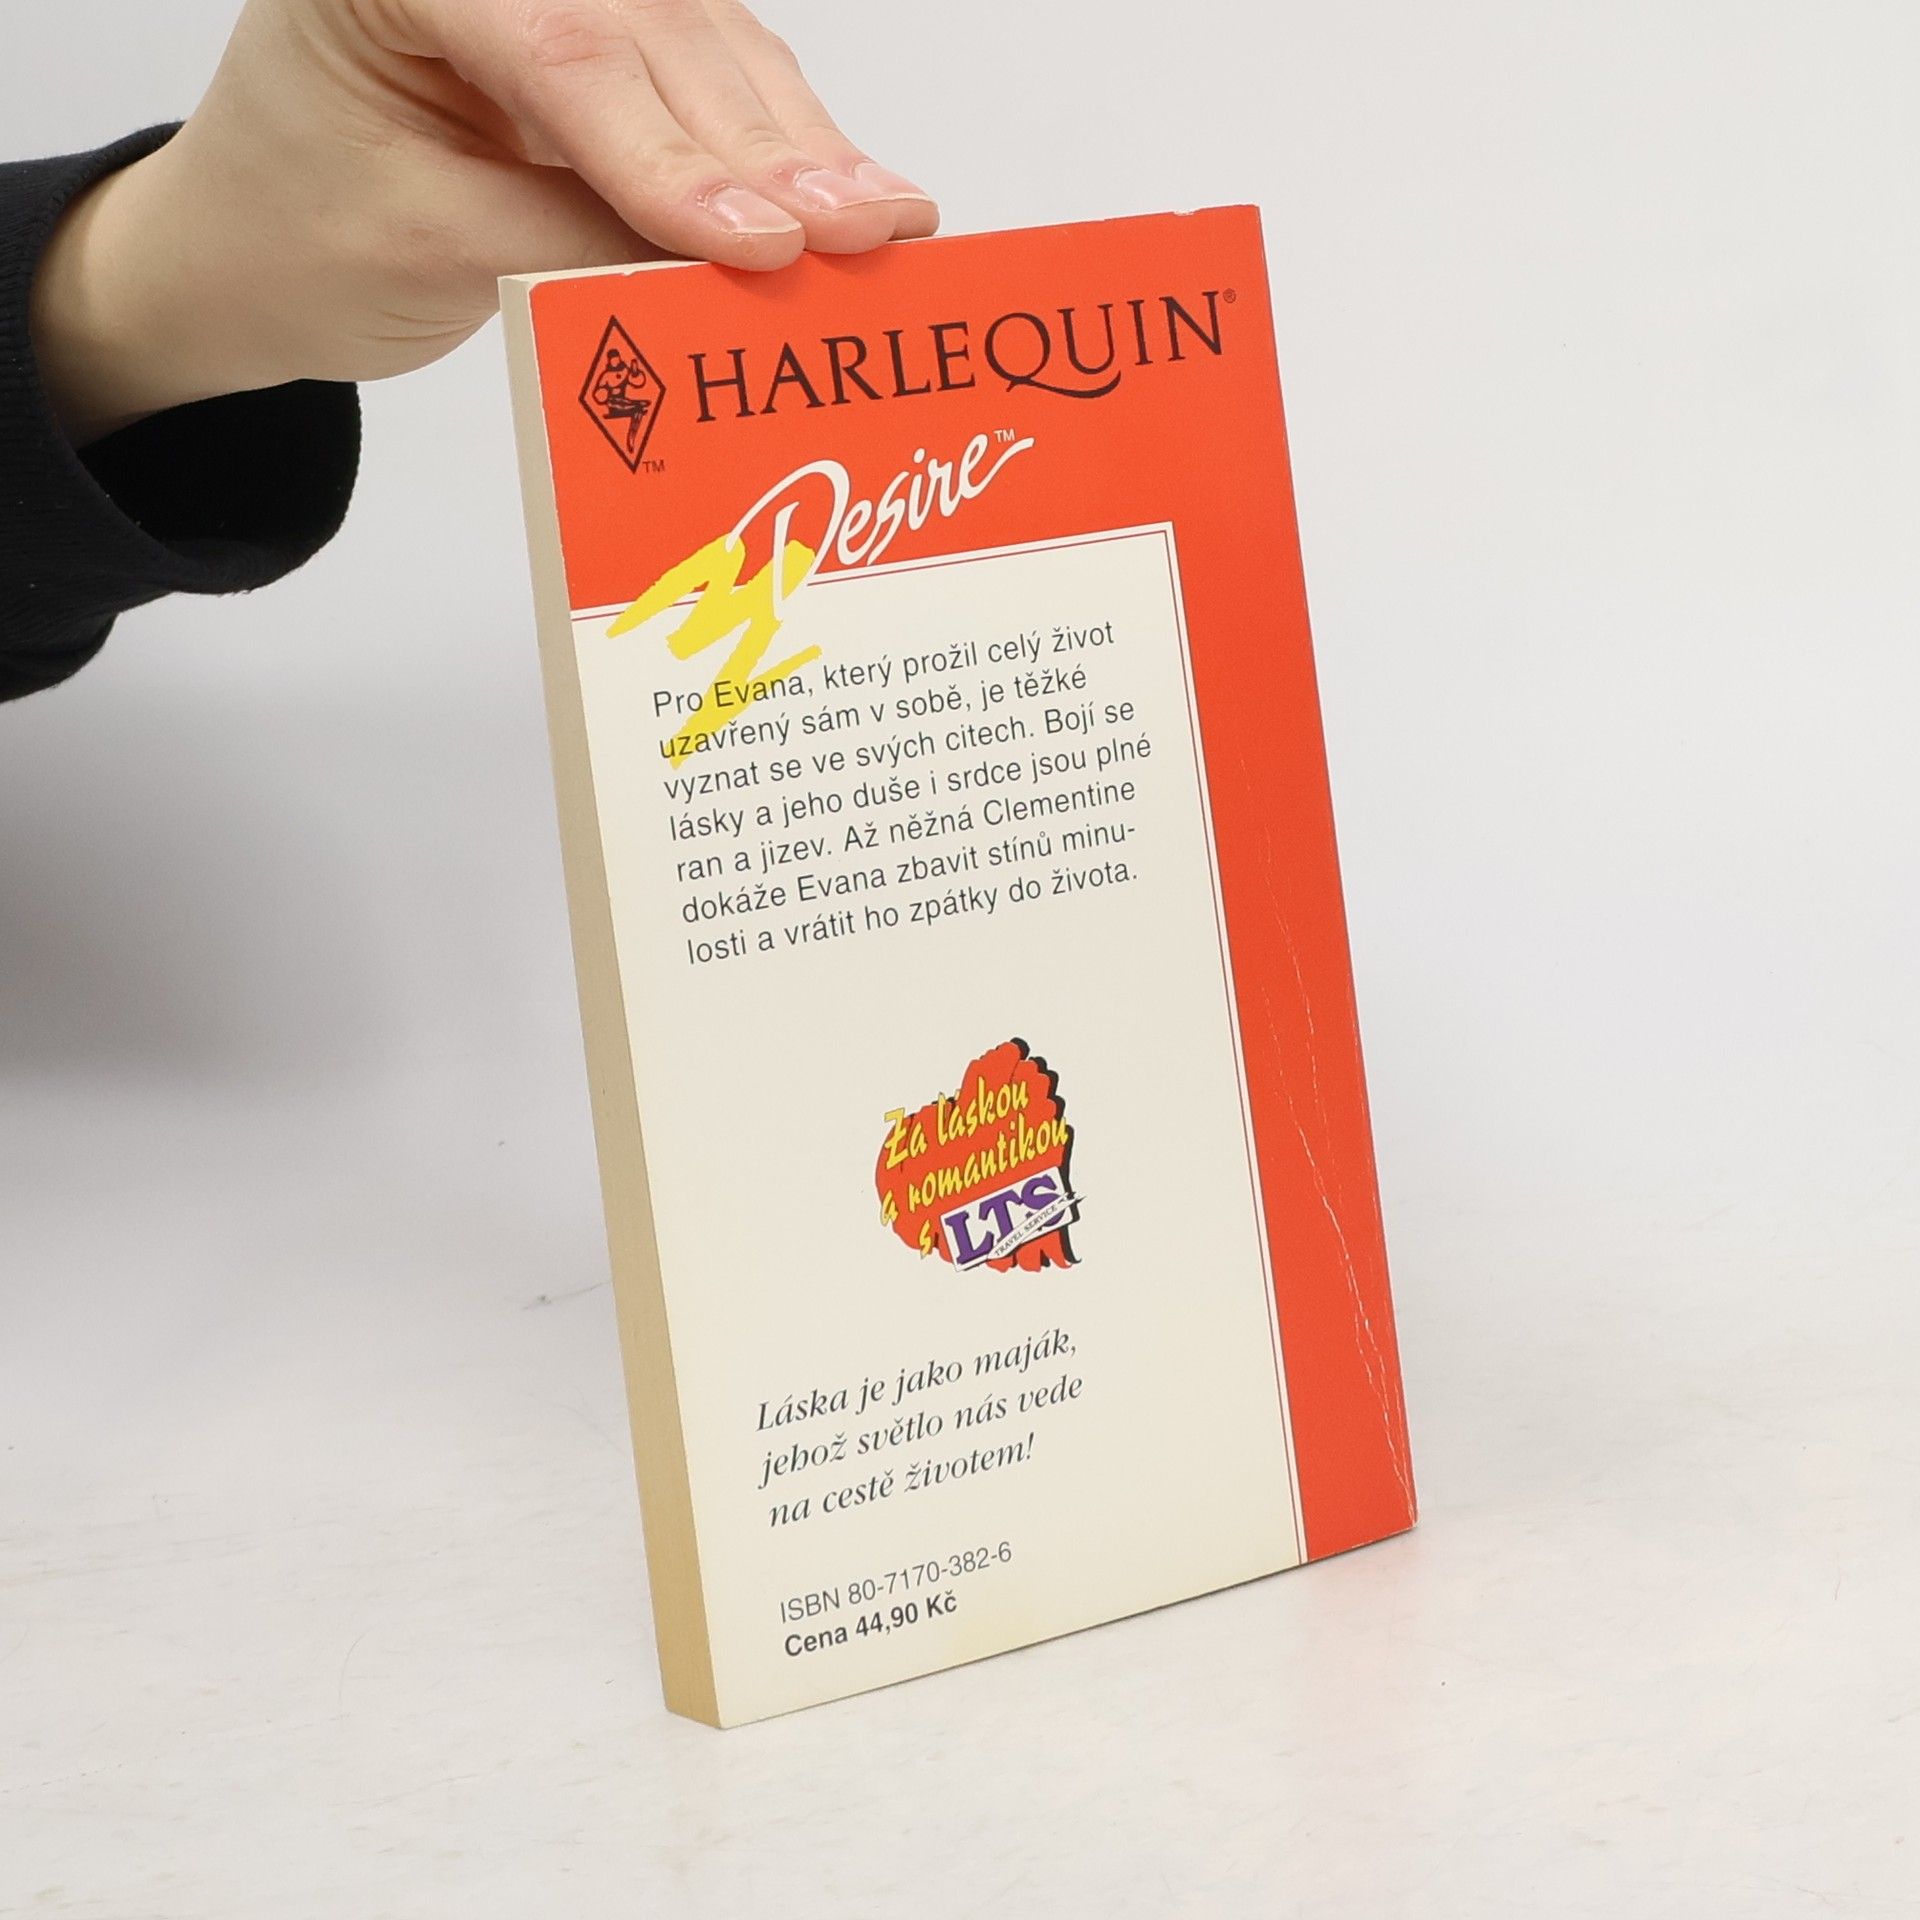 HARLEQUIN®
TM
Desire™
Pro Evana, který prožil celý život
uzavřený sám v sobě, je těžké
vyznat se ve svých citech. Bojí se
lásky a jeho duše i srdce jsou plné
ran a jizev. Až něžná Clementine
dokáže Evana zbavit stínů minu-
losti a vrátit ho zpátky do života.
Za láskou
a romantikou
s LTS
TRAVEL SERVICE
Láska je jako maják,
jehož světlo nás vede
na cestě životem!
ISBN 80-7170-382-6
Cena 44,90 Kč